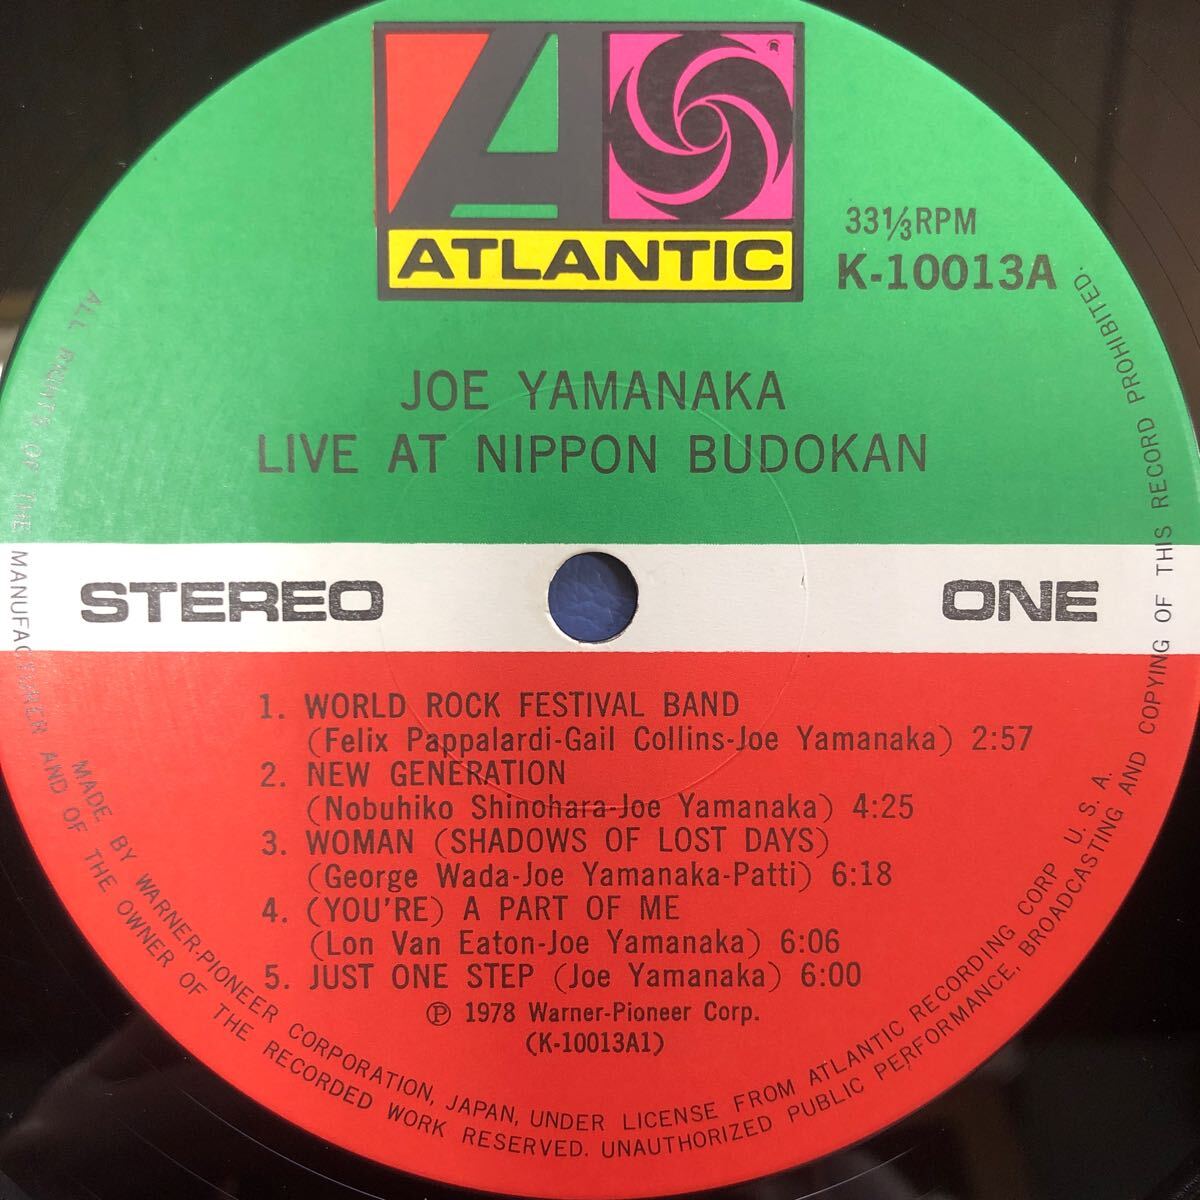 ATLANTIC
33⅓RPM
K-10013A
JOE YAMANAKA
LIVE AT NIPPON BUDOKAN
STEREO
ONE
1. WORLD ROCK FESTIVAL BAND
(Felix Pappalardi-Gail Collins-Joe Yamanaka) 2:57
2. NEW GENERATION
(Nobuhiko Shinohara-Joe Yamanaka) 4:25
3. WOMAN (SHADOWS OF LOST DAYS)
(George Wada-Joe Yamanaka-Patti) 6:18
4. (YOU'RE) A PART OF ME
(Lon Van Eaton-Joe Yamanaka) 6:06
5. JUST ONE STEP (Joe Yamanaka) 6:00
℗ 1978 Warner-Pioneer Corp.
(K-10013A1)
MADE BY WARNER-PIONEER CORPORATION, JAPAN, UNDER LICENSE FROM ATLANTIC RECORDING CORP U. S. A.
ALL RIGHTS OF THE MANUFACTURER AND OF THE OWNER OF THE RECORDED WORK RESERVED. UNAUTHORIZED PUBLIC PERFORMANCE, BROADCASTING AND COPYING OF THIS RECORD PROHIBITED.